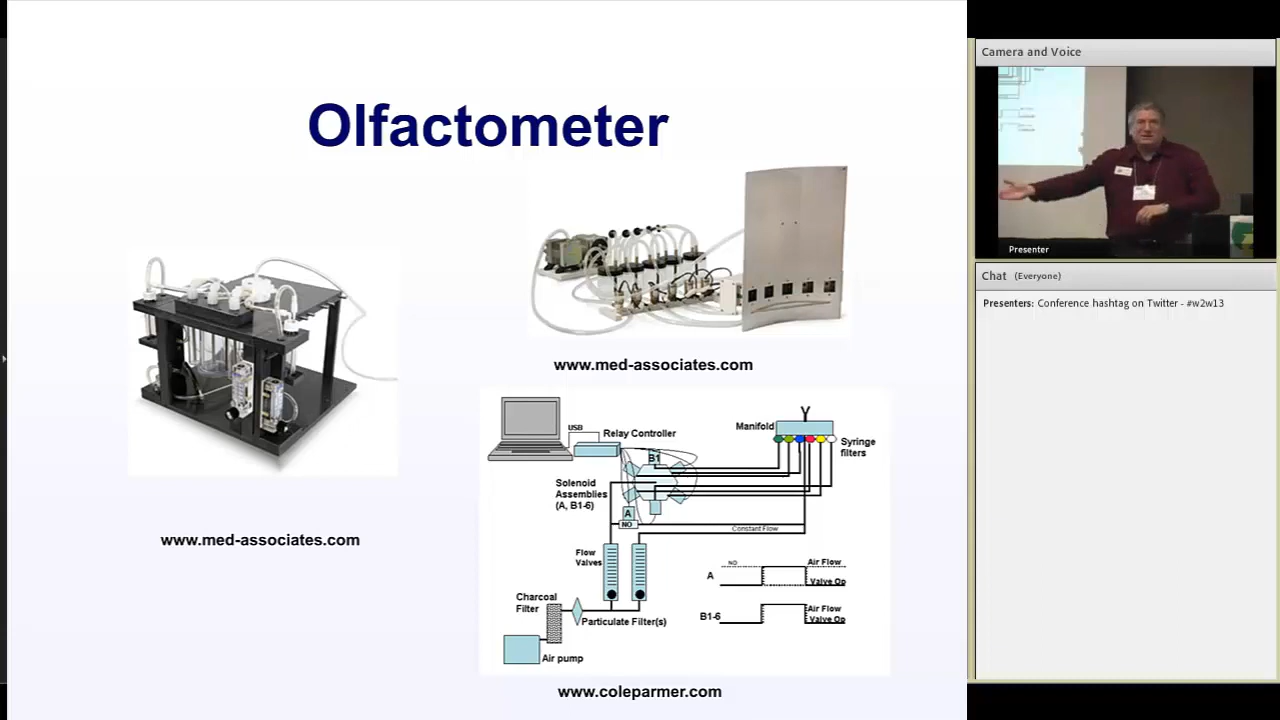 Olfactometer
www.med-associates.com
www.med-associates.com
USB
Relay Controller
B1
Manifold
Syringe
filters
Solenoid
Assemblies
(A, B1-6)
A
NO
Constant Flow
Flow
Valves
NO
Air Flow
A
Valve Op
Charcoal
Filter
Air Flow
B1-6
Valve Op
Particulate Filter(s)
Air pump
www.coleparmer.com
Camera and Voice
Presenter
Chat (Everyone)
Presenters: Conference hashtag on Twitter - #w2w13